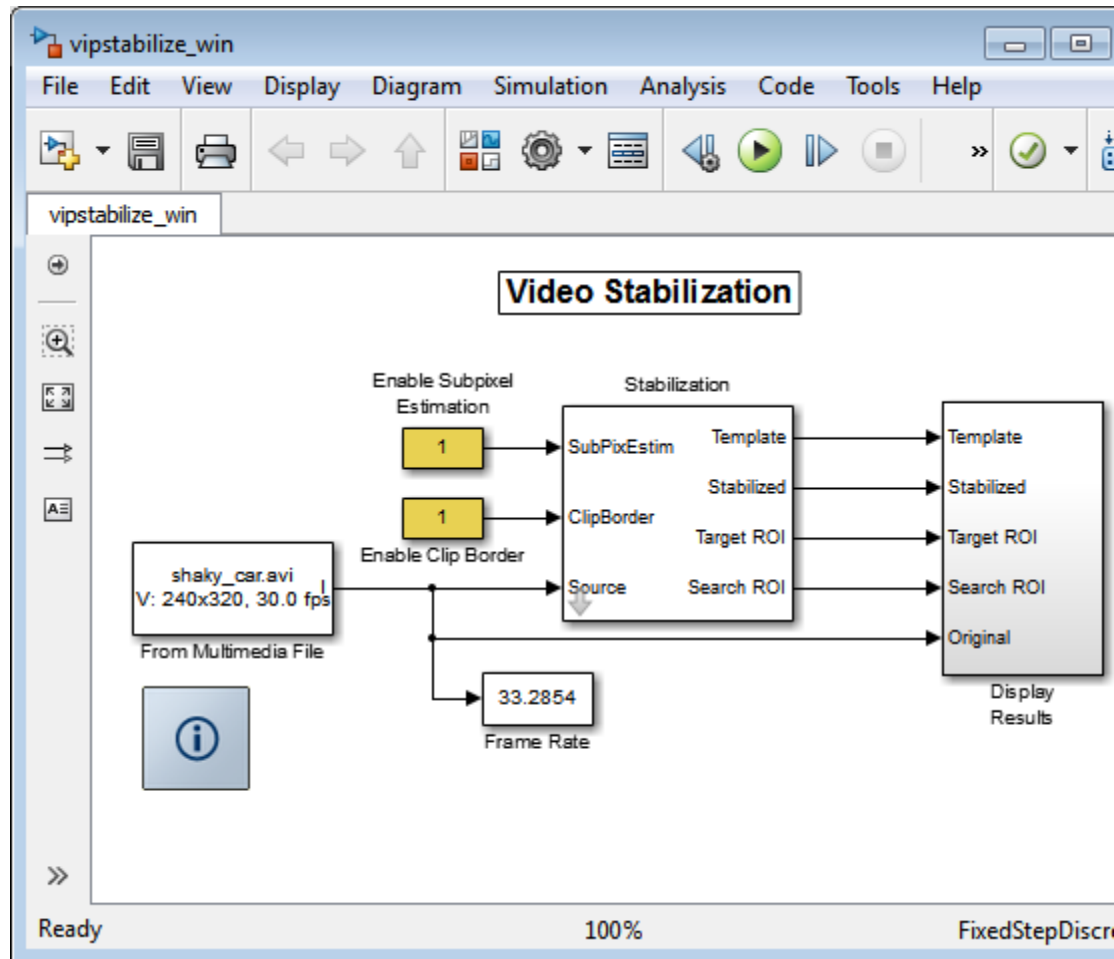 vipstabilize_win
File Edit View Display Diagram Simulation Analysis Code Tools Help
vipstabilize_win
Video Stabilization
Enable Subpixel
Estimation
1
1
Enable Clip Border
shaky_car.avi
V: 240x320, 30.0 fps
I
From Multimedia File
Stabilization
SubPixEstim
ClipBorder
Source
Template
Stabilized
Target ROI
Search ROI
Template
Stabilized
Target ROI
Search ROI
Original
Display
Results
33.2854
Frame Rate
Ready 100% FixedStepDiscre